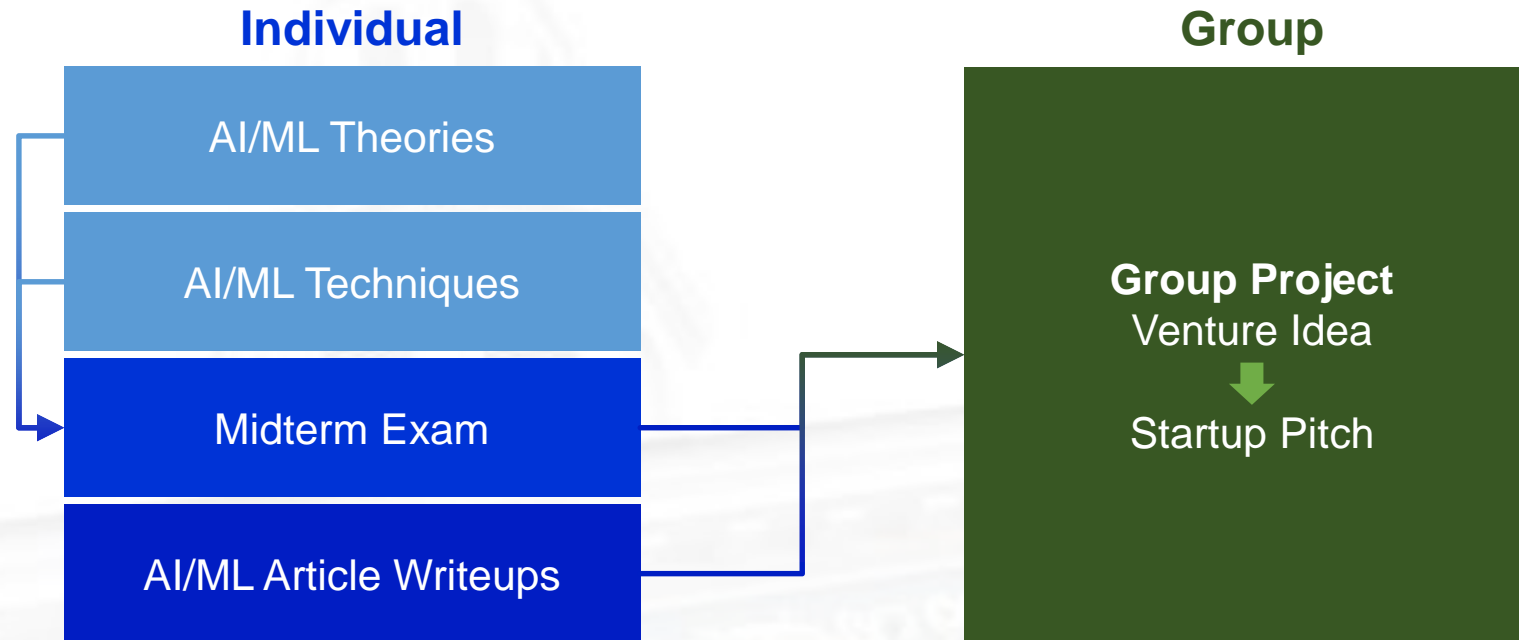 Individual
AI/ML Theories
AI/ML Techniques
Midterm Exam
AI/ML Article Writeups
Group
Group Project
Venture Idea
Startup Pitch